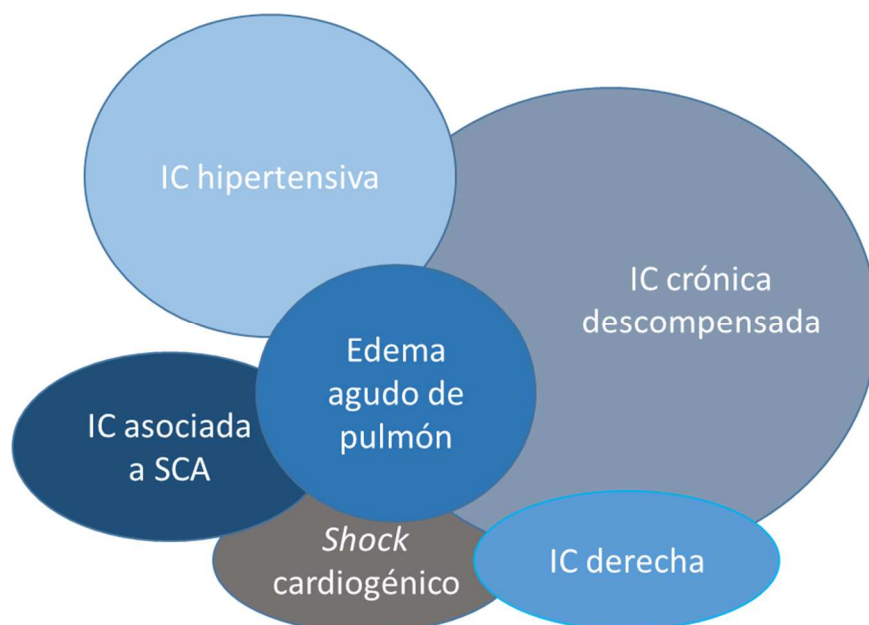 IC hipertensiva
IC crónica
descompensada
Edema
agudo de
pulmón
IC asociada
a SCA
Shock
cardiogénico
IC derecha